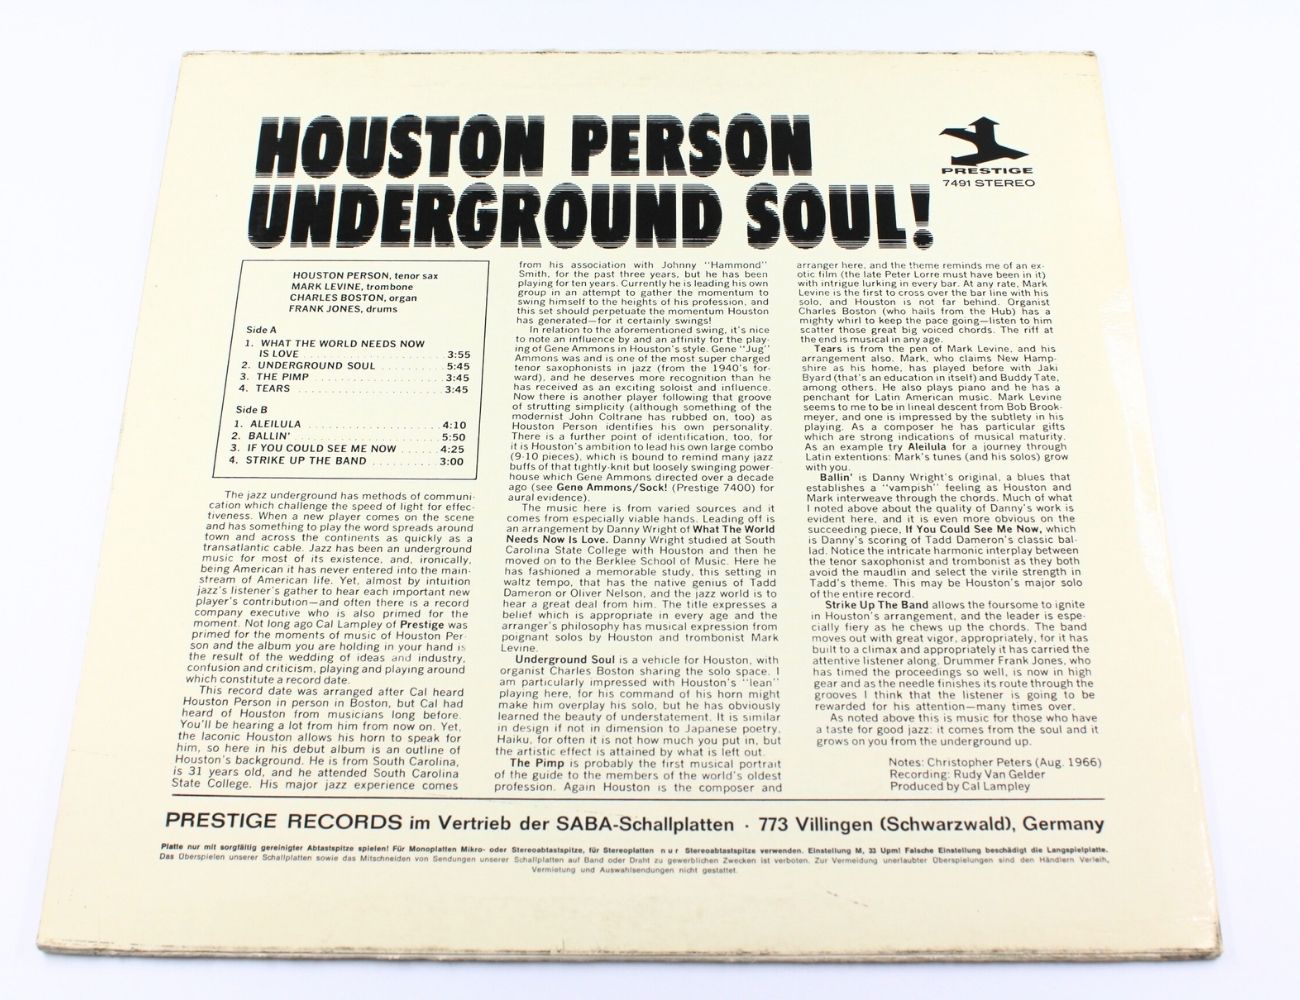 HOUSTON PERSON
UNDERGROUND SOUL!
PRESTIGE
7491 STEREO
HOUSTON PERSON, tenor sax
MARK LEVINE, trombone
CHARLES BOSTON, organ
FRANK JONES, drums
Side A
1. WHAT THE WORLD NEEDS NOW
IS LOVE . . . . . . . . . . . . . . . . . . 3:55
2. UNDERGROUND SOUL . . . . . . . . . 5:45
3. THE PIMP . . . . . . . . . . . . . . . . . 3:45
4. TEARS . . . . . . . . . . . . . . . . . . . 3:45
Side B
1. ALEILULA . . . . . . . . . . . . . . . . . 4:10
2. BALLIN' . . . . . . . . . . . . . . . . . . 5:50
3. IF YOU COULD SEE ME NOW . . . . . . 4:25
4. STRIKE UP THE BAND . . . . . . . . . . 3:00
The jazz underground has methods of communi-
cation which challenge the speed of light for effec-
tiveness. When a new player comes on the scene
and has something to play the word spreads around
town and across the continents as quickly as a
transatlantic cable. Jazz has been an underground
music for most of its existence, and, ironically,
being American it has never entered into the main-
stream of American life. Yet, almost by intuition
jazz's listener's gather to hear each important new
player's contribution—and often there is a record
company executive who is also primed for the
moment. Not long ago Cal Lampley of Prestige was
primed for the moments of music of Houston Per-
son and the album you are holding in your hand is
the result of the wedding of ideas and industry,
confusion and criticism, playing and playing around
which constitute a record date.
This record date was arranged after Cal heard
Houston Person in person in Boston, but Cal had
heard of Houston from musicians long before.
You'll be hearing a lot from him from now on. Yet,
the laconic Houston allows his horn to speak for
him, so here in his debut album is an outline of
Houston's background. He is from South Carolina,
is 31 years old, and he attended South Carolina
State College. His major jazz experience comes
from his association with Johnny "Hammond"
Smith, for the past three years, but he has been
playing for ten years. Currently he is leading his own
group in an attempt to gather the momentum to
swing himself to the heights of his profession, and
this set should perpetuate the momentum Houston
has generated—for it certainly swings!
In relation to the aforementioned swing, it's nice
to note an influence by and an affinity for the play-
ing of Gene Ammons in Houston's style. Gene "Jug"
Ammons was and is one of the most super charged
tenor saxophonists in jazz (from the 1940's for-
ward), and he deserves more recognition than he
has received as an exciting soloist and influence.
Now there is another player following that groove
of strutting simplicity (although something of the
modernist John Coltrane has rubbed on, too) as
Houston Person identifies his own personality.
There is a further point of identification, too, for
it is Houston's ambition to lead his own large combo
(9-10 pieces), which is bound to remind many jazz
buffs of that tightly-knit but loosely swinging power-
house which Gene Ammons directed over a decade
ago (see Gene Ammons/Sock! (Prestige 7400) for
aural evidence).
The music here is from varied sources and it
comes from especially viable hands. Leading off is
an arrangement by Danny Wright of What The World
Needs Now Is Love. Danny Wright studied at South
Carolina State College with Houston and then he
moved on to the Berklee School of Music. Here he
has fashioned a memorable study, this setting in
waltz tempo, that has the native genius of Tadd
Dameron or Oliver Nelson, and the jazz world is to
hear a great deal from him. The title expresses a
belief which is appropriate in every age and the
arranger's philosophy has musical expression from
poignant solos by Houston and trombonist Mark
Levine.
Underground Soul is a vehicle for Houston, with
organist Charles Boston sharing the solo space. I
am particularly impressed with Houston's "lean"
playing here, for his command of his horn might
make him overplay his solo, but he has obviously
learned the beauty of understatement. It is similar
in design if not in dimension to Japanese poetry,
Haiku, for often it is not how much you put in, but
the artistic effect is attained by what is left out.
The Pimp is probably the first musical portrait
of the guide to the members of the world's oldest
profession. Again Houston is the composer and
arranger here, and the theme reminds me of an ex-
otic film (the late Peter Lorre must have been in it)
with intrigue lurking in every bar. At any rate, Mark
Levine is the first to cross over the bar line with his
solo, and Houston is not far behind. Organist
Charles Boston (who hails from the Hub) has a
mighty whirl to keep the pace going—listen to him
scatter those great big voiced chords. The riff at
the end is musical in any age.
Tears is from the pen of Mark Levine, and his
arrangement also. Mark, who claims New Hamp-
shire as his home, has played before with Jaki
Byard (that's an education in itself) and Buddy Tate,
among others. He also plays piano and he has a
penchant for Latin American music. Mark Levine
seems to me to be in lineal descent from Bob Brook-
meyer, and one is impressed by the subtlety in his
playing. As a composer he has particular gifts
which are strong indications of musical maturity.
As an example try Aleilula for a journey through
Latin extentions: Mark's tunes (and his solos) grow
with you.
Ballin' is Danny Wright's original, a blues that
establishes a "vampish" feeling as Houston and
Mark interweave through the chords. Much of what
I noted above about the quality of Danny's work is
evident here, and it is even more obvious on the
succeeding piece, If You Could See Me Now, which
is Danny's scoring of Tadd Dameron's classic bal-
lad. Notice the intricate harmonic interplay between
the tenor saxophonist and trombonist as they both
avoid the maudlin and select the virile strength in
Tadd's theme. This may be Houston's major solo
of the entire record.
Strike Up The Band allows the foursome to ignite
in Houston's arrangement, and the leader is espe-
cially fiery as he chews up the chords. The band
moves out with great vigor, appropriately, for it has
built to a climax and appropriately it has carried the
attentive listener along. Drummer Frank Jones, who
has timed the proceedings so well, is now in high
gear and as the needle finishes its route through the
grooves I think that the listener is going to be
rewarded for his attention—many times over.
As noted above this is music for those who have
a taste for good jazz: it comes from the soul and it
grows on you from the underground up.
Notes: Christopher Peters (Aug. 1966)
Recording: Rudy Van Gelder
Produced by Cal Lampley
PRESTIGE RECORDS im Vertrieb der SABA-Schallplatten · 773 Villingen (Schwarzwald), Germany
Platte nur mit sorgfältig gereinigter Abtastspitze spielen! Für Monoplatten Mikro- oder Stereoabtastspitze, für Stereoplatten n u r Stereoabtastspitze verwenden. Einstellung M, 33 Upm! Falsche Einstellung beschädigt die Langspielplatte.
Das Überspielen unserer Schallplatten sowie das Mitschneiden von Sendungen unserer Schallplatten auf Band oder Draht zu gewerblichen Zwecken ist verboten. Zur Vermeidung unerlaubter Überspielungen sind den Händlern Verleih,
Vermietung und Auswahlsendungen nicht gestattet.